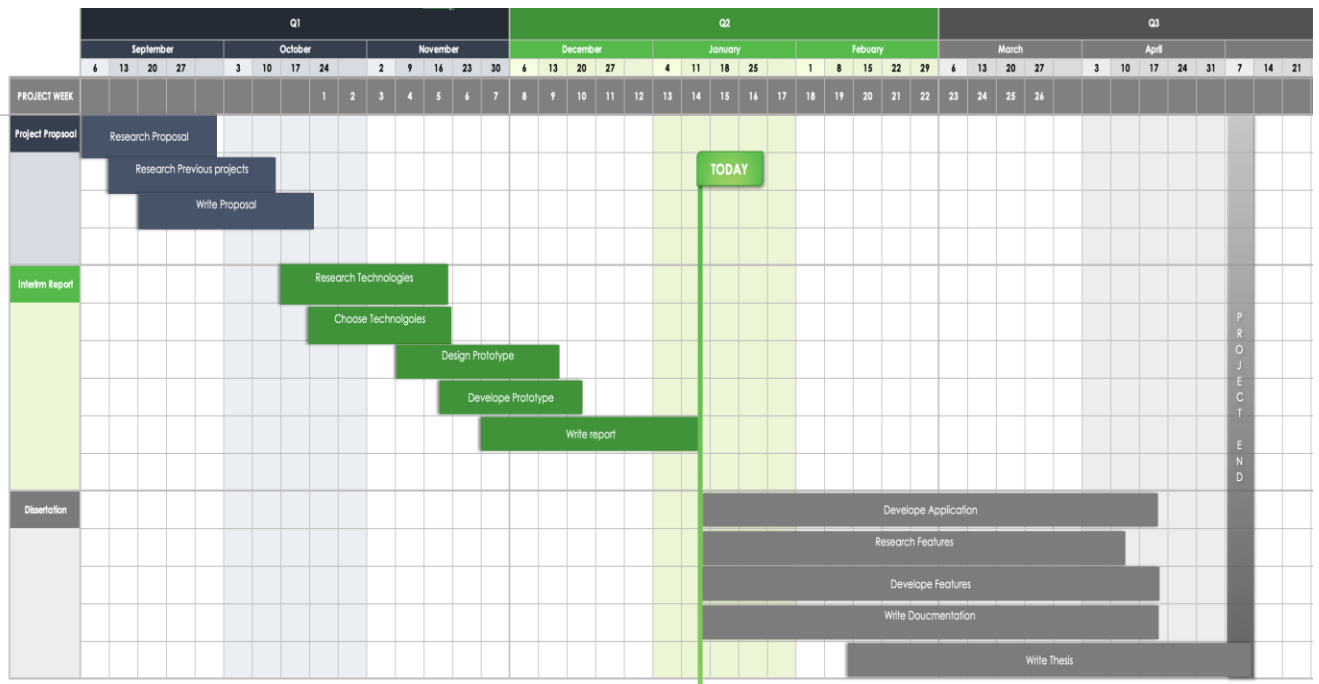 Q1 Q2 Q3
September October November December January Febuary March April
6 13 20 27 3 10 17 24 2 9 16 23 30 6 13 20 27 4 11 18 25 1 8 15 22 29 6 13 20 27 3 10 17 24 31 7 14 21
PROJECT WEEK 1 2 3 4 5 6 7 8 9 10 11 12 13 14 15 16 17 18 19 20 21 22 23 24 25 26
Project Propsoal
Research Proposal
Research Previous projects
TODAY
Write Proposal
Interirm Report
Research Technologies
Choose Technolgoies
Design Prototype
Develope Prototype
Write report
PROJECT END
Dissertation
Develope Application
Research Features
Develope Features
Write Doucmentation
Write Thesis